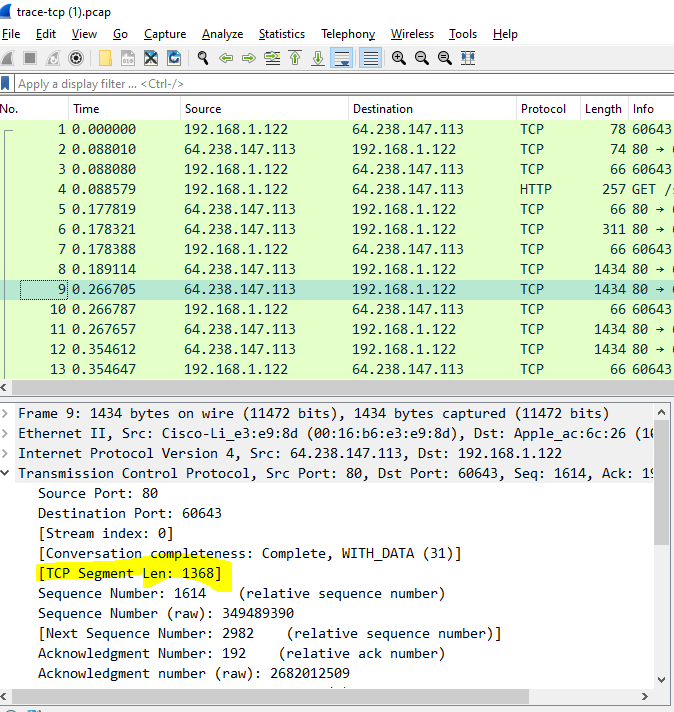 trace-tcp (1).pcap
File Edit View Go Capture Analyze Statistics Telephony Wireless Tools Help
Apply a display filter ... <Ctrl-/>
No. Time Source Destination Protocol Length Info
1 0.000000 192.168.1.122 64.238.147.113 TCP 78 60643
2 0.088010 64.238.147.113 192.168.1.122 TCP 74 80 →
3 0.088080 192.168.1.122 64.238.147.113 TCP 66 60643
4 0.088579 192.168.1.122 64.238.147.113 HTTP 257 GET /
5 0.177819 64.238.147.113 192.168.1.122 TCP 66 80 →
6 0.178321 64.238.147.113 192.168.1.122 TCP 311 80 →
7 0.178388 192.168.1.122 64.238.147.113 TCP 66 60643
8 0.189114 64.238.147.113 192.168.1.122 TCP 1434 80 →
9 0.266705 64.238.147.113 192.168.1.122 TCP 1434 80 →
10 0.266787 192.168.1.122 64.238.147.113 TCP 66 60643
11 0.267657 64.238.147.113 192.168.1.122 TCP 1434 80 →
12 0.354612 64.238.147.113 192.168.1.122 TCP 1434 80 →
13 0.354647 192.168.1.122 64.238.147.113 TCP 66 60643
Frame 9: 1434 bytes on wire (11472 bits), 1434 bytes captured (11472 bits)
Ethernet II, Src: Cisco-Li_e3:e9:8d (00:16:b6:e3:e9:8d), Dst: Apple_ac:6c:26 (10
Internet Protocol Version 4, Src: 64.238.147.113, Dst: 192.168.1.122
Transmission Control Protocol, Src Port: 80, Dst Port: 60643, Seq: 1614, Ack: 19
Source Port: 80
Destination Port: 60643
[Stream index: 0]
[Conversation completeness: Complete, WITH_DATA (31)]
[TCP Segment Len: 1368]
Sequence Number: 1614 (relative sequence number)
Sequence Number (raw): 349489390
[Next Sequence Number: 2982 (relative sequence number)]
Acknowledgment Number: 192 (relative ack number)
Acknowledgment number (raw): 2682012509